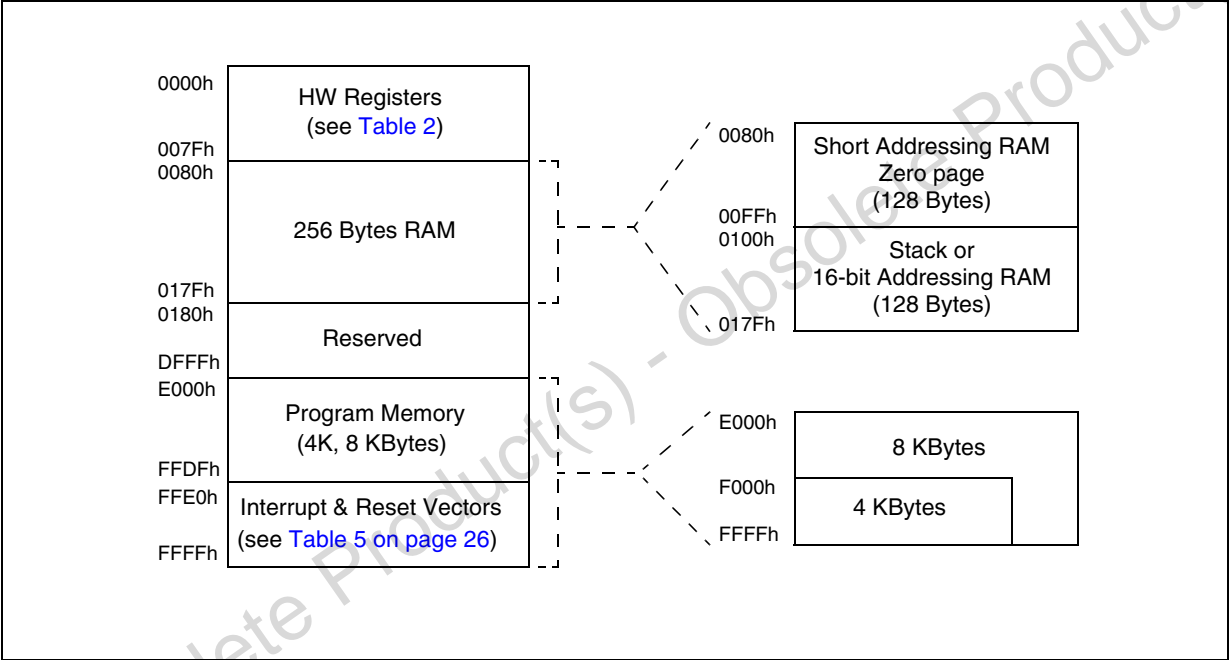 0000h
HW Registers
(see Table 2)
007Fh
0080h
256 Bytes RAM
017Fh
0180h
Reserved
DFFFh
E000h
Program Memory
(4K, 8 KBytes)
FFDFh
FFE0h
Interrupt & Reset Vectors
(see Table 5 on page 26)
FFFFh
0080h
Short Addressing RAM
Zero page
(128 Bytes)
00FFh
0100h
Stack or
16-bit Addressing RAM
(128 Bytes)
017Fh
E000h
8 KBytes
F000h
4 KBytes
FFFFh
lete Product(s) - Obsolete Product